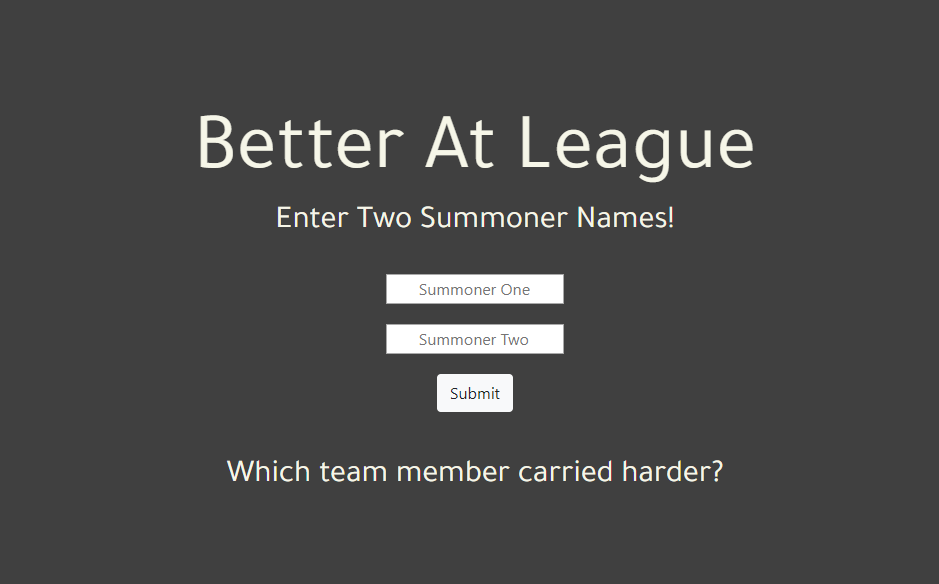 Better At League
Enter Two Summoner Names!
Summoner One
Summoner Two
Submit
Which team member carried harder?